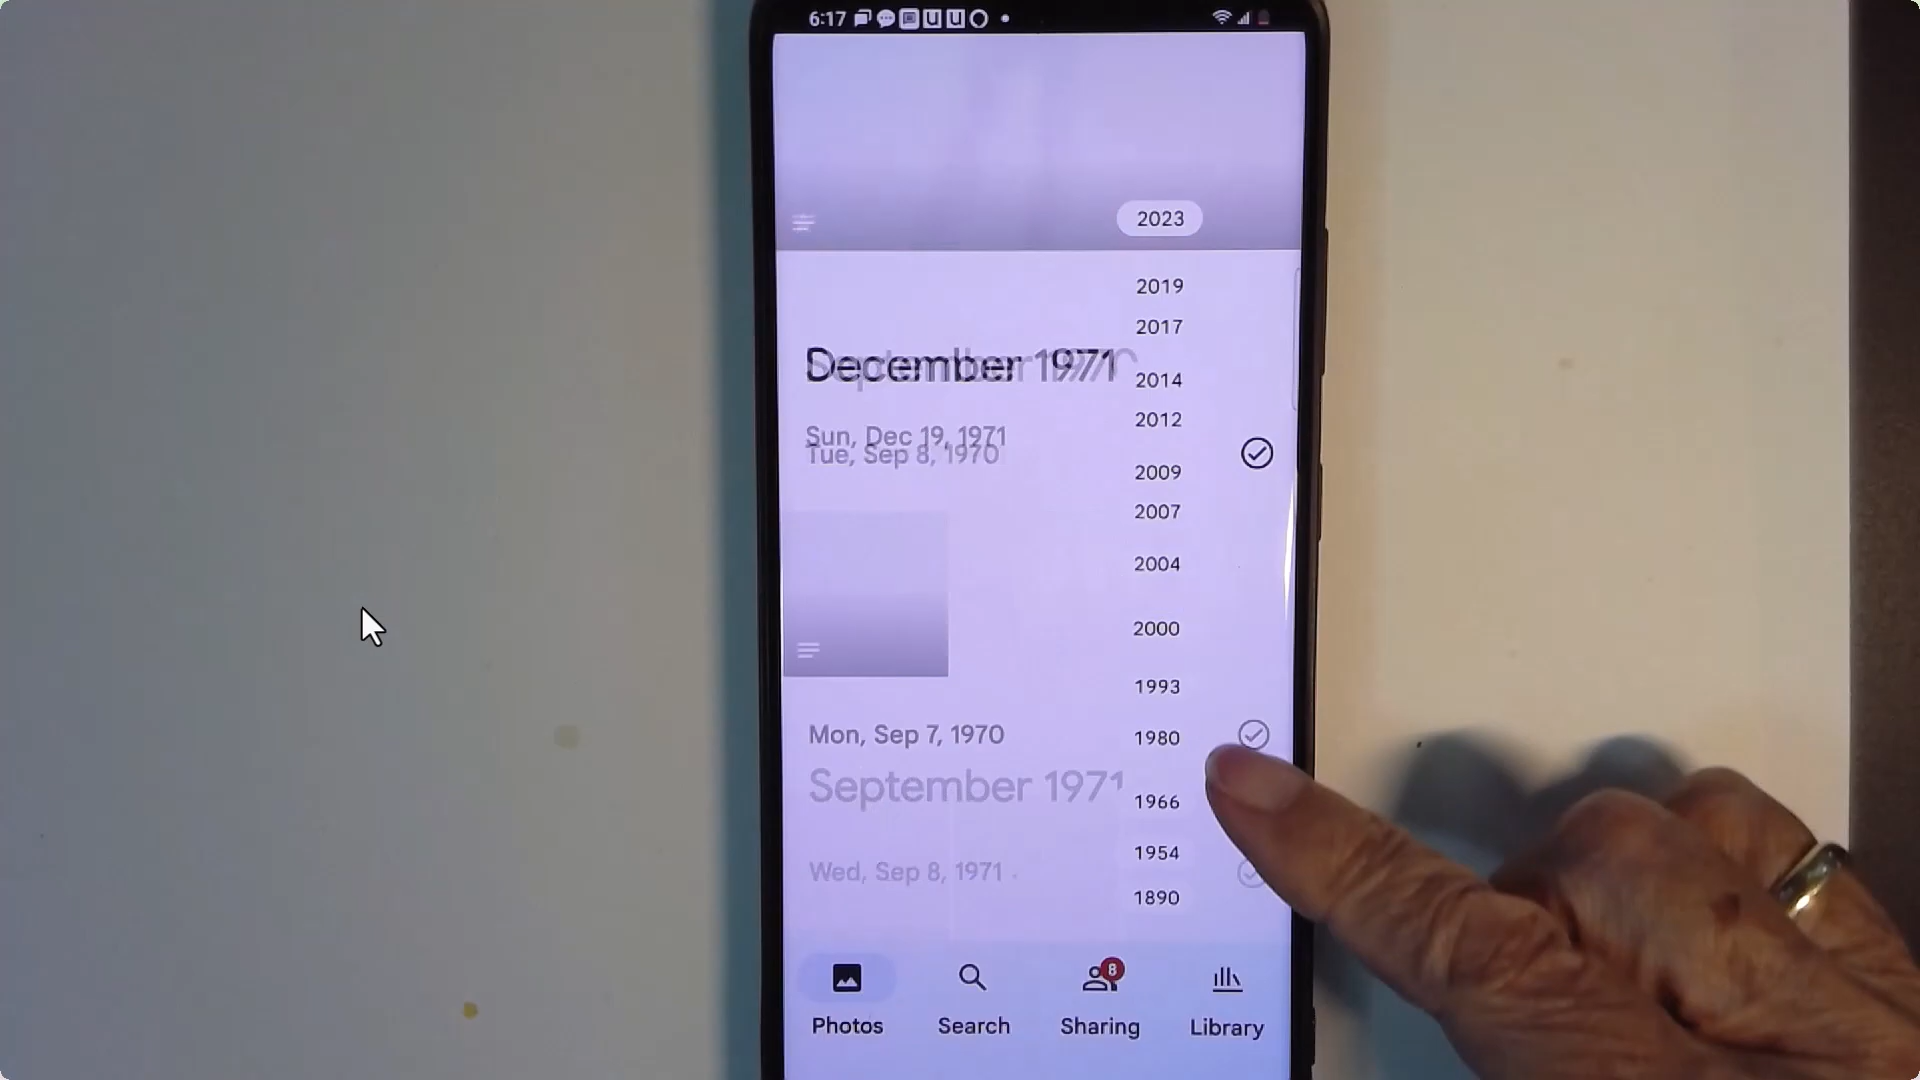 6:17
2023
2019
2017
December 1971
2014
2012
Sun, Dec 19, 1971
Tue, Sep 8, 1970
2009
2007
2004
2000
1993
Mon, Sep 7, 1970
1980
September 1971
1966
1954
Wed, Sep 8, 1971
1890
8
Photos
Search
Sharing
Library